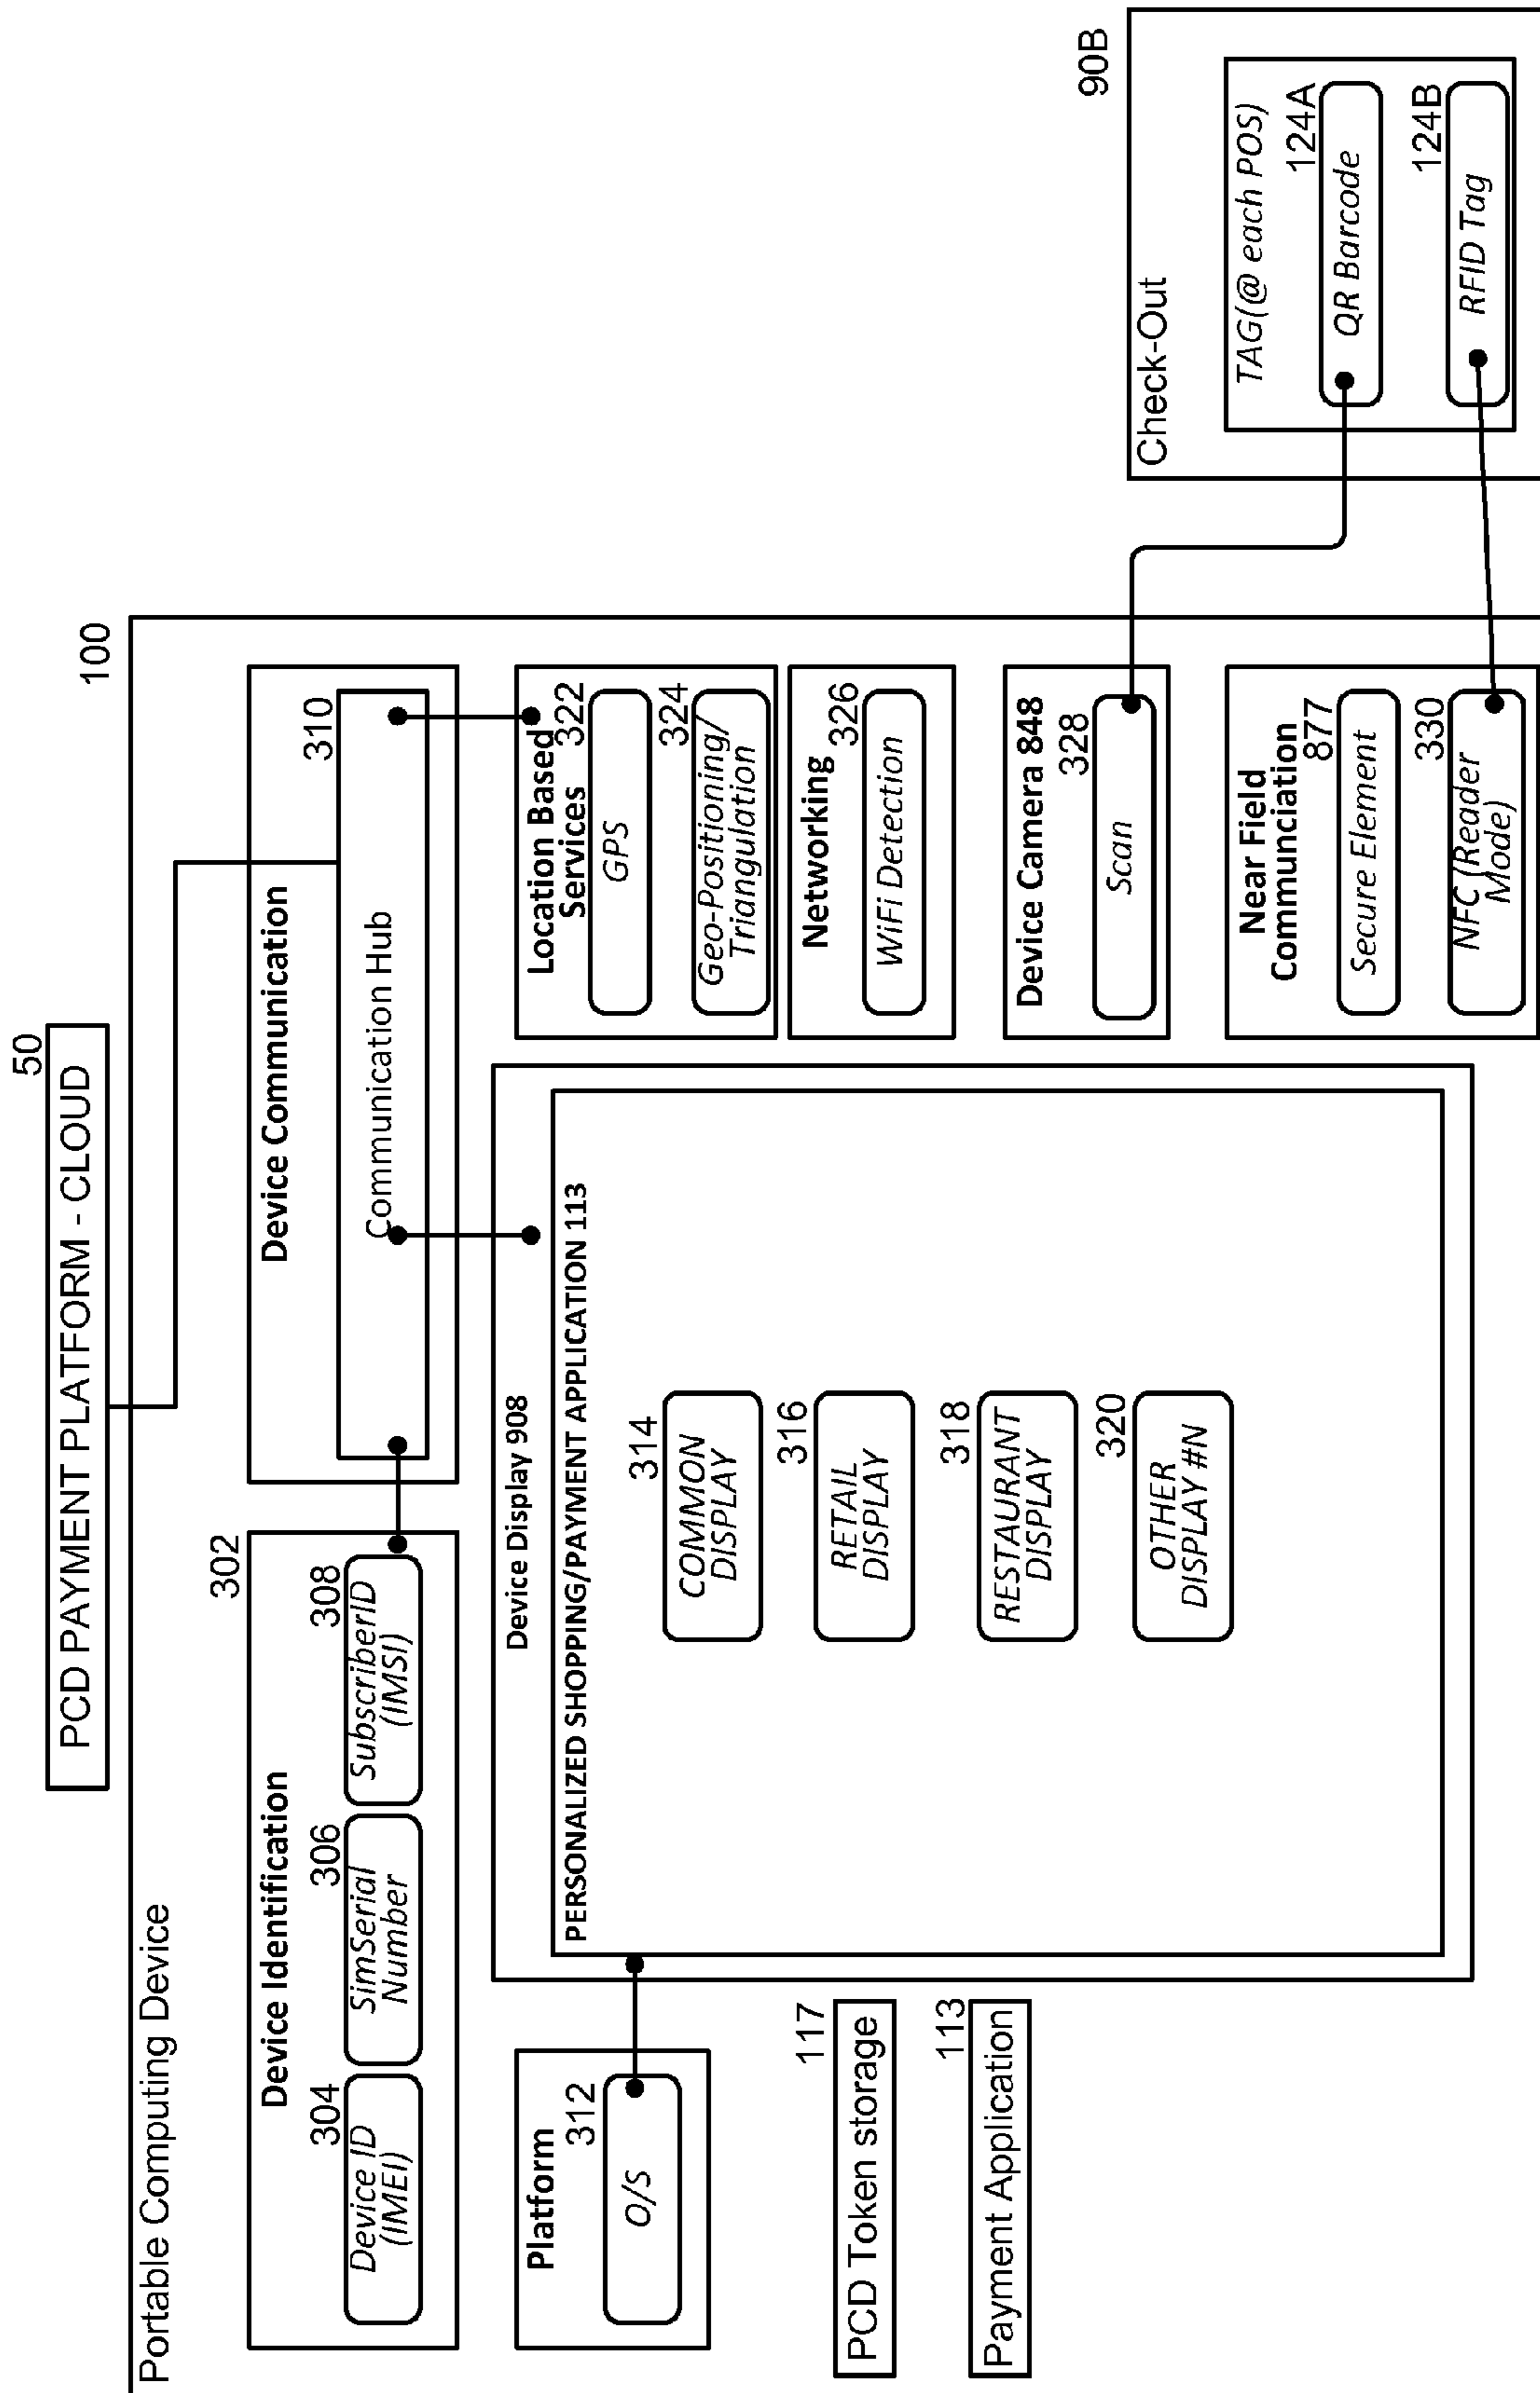 50
PCD PAYMENT PLATFORM - CLOUD
100
Portable Computing Device
302
Device Identification
304
Device ID
(IMEI)
306
SimSerial
Number
308
SubscriberID
(IMSI)
Device Communication
310
Communication Hub
Platform
312
O/S
117
PCD Token storage
113
Payment Application
Device Display 908
PERSONALIZED SHOPPING/PAYMENT APPLICATION 113
314
COMMON
DISPLAY
316
RETAIL
DISPLAY
318
RESTAURANT
DISPLAY
320
OTHER
DISPLAY #N
Location Based
Services
322
GPS
324
Geo-Positioning/
Triangulation
Networking
326
WiFi Detection
Device Camera 848
328
Scan
Near Field
Communciation
877
Secure Element
330
NFC (Reader
Mode)
90B
Check-Out
TAG(@ each POS)
124A
QR Barcode
124B
RFID Tag